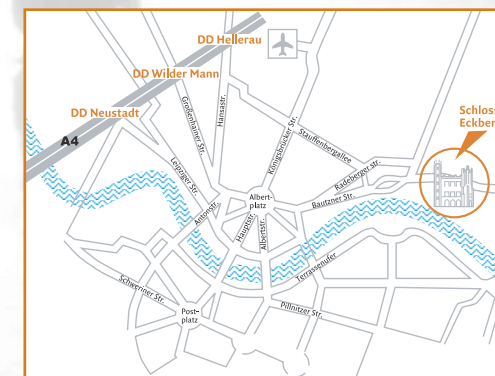 DD Hellerau
DD Wilder Mann
DD Neustadt
A4
Schloss
Großenhainer Str.
Hansastr.
Königsbrücker Str.
Stauffenbergallee
Leipziger Str.
Radeberger Str.
Antonstr.
Albert-
platz
Bautzner Str.
Hauptstr.
Albertstr.
Terrassenufer
Schweriner Str.
Post-
platz
Pillnitzer Str.